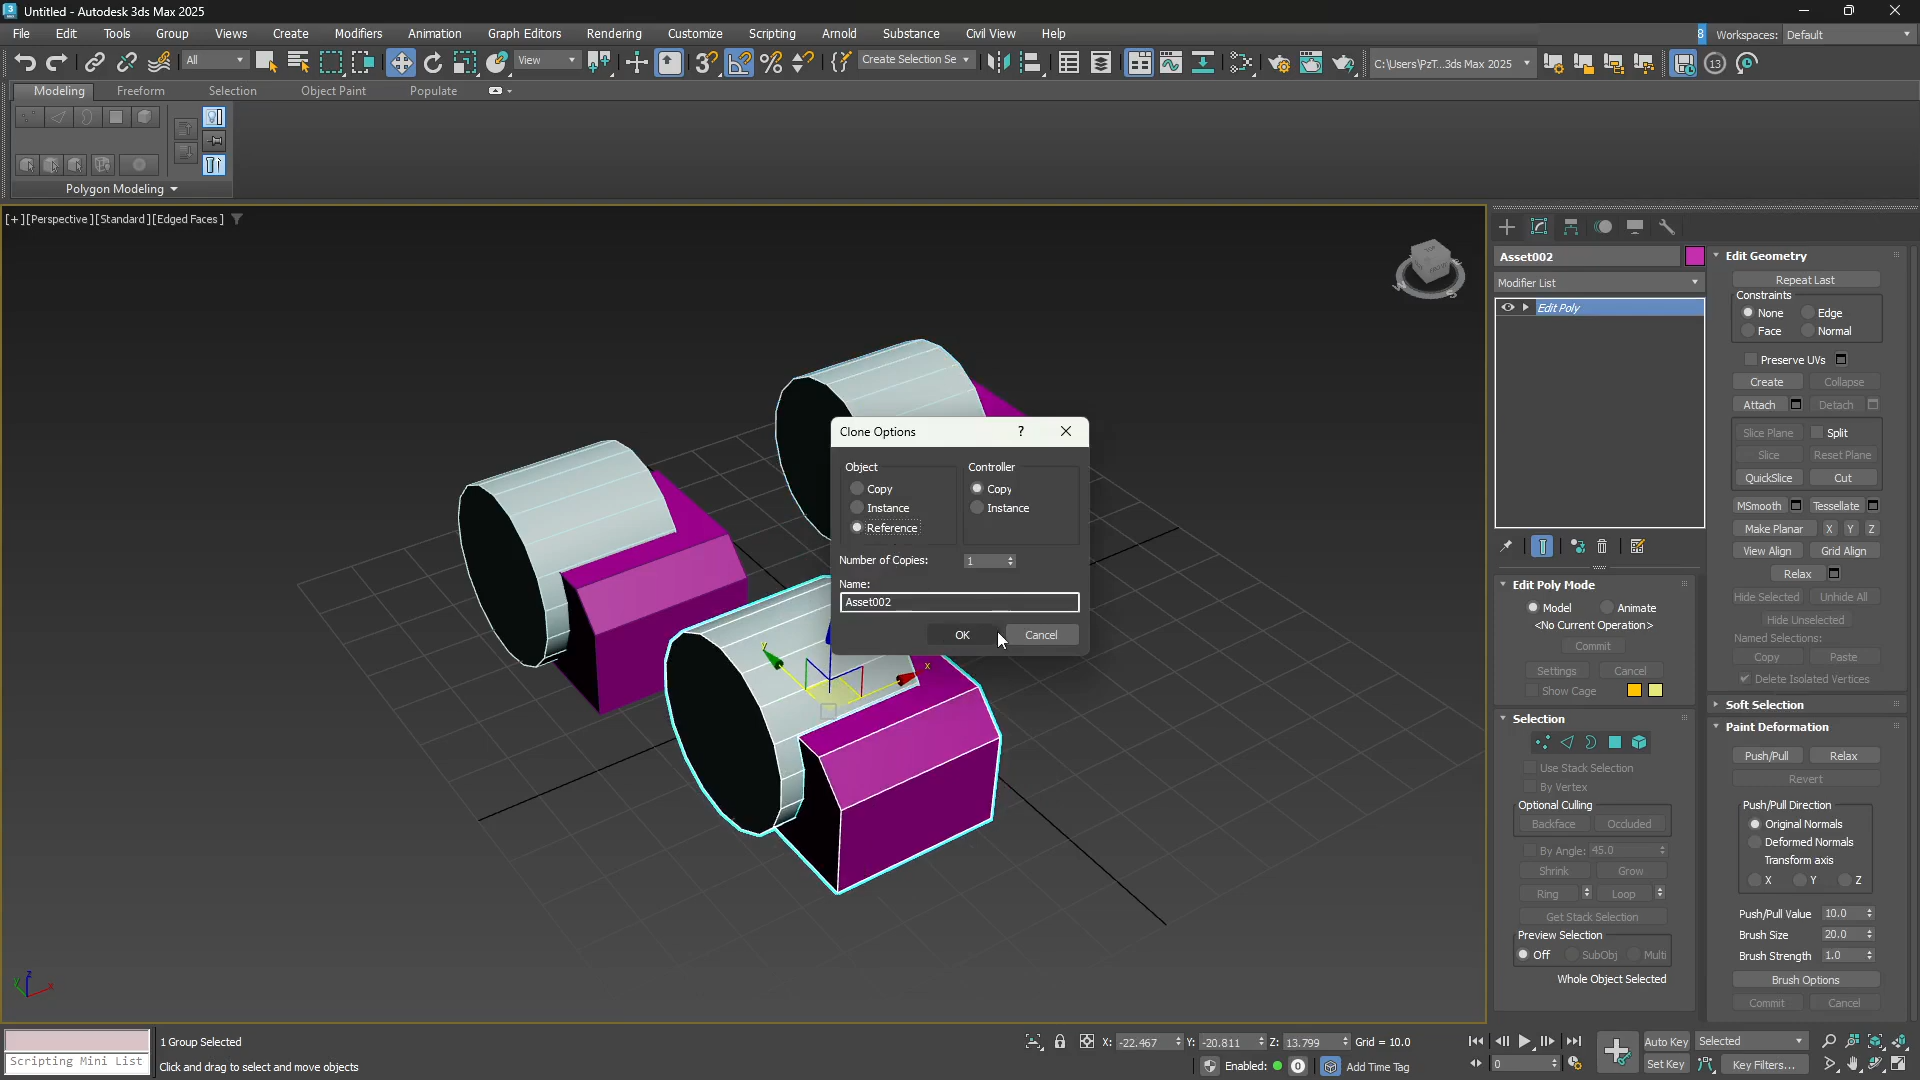 Untitled - Autodesk 3ds Max 2025
File Edit Tools Group Views Create Modifiers Animation Graph Editors Rendering Customize Scripting Arnold Substance Civil View Help
Workspaces: Default
All
View
Create Selection Se
C:\Users\PzT...3ds Max 2025
13
Modeling Freeform Selection Object Paint Populate
Polygon Modeling
[+][Perspective][Standard][Edged Faces]
Clone Options ?
Object Controller
Copy Copy
Instance Instance
Reference
Number of Copies: 1
Name:
Asset002
OK Cancel
x
y
Asset002
Modifier List
Edit Poly
Edit Poly Mode
Model Animate
<No Current Operation>
Commit
Settings Cancel
Show Cage
Selection
Use Stack Selection
By Vertex
Optional Culling
Backface Occluded
By Angle: 45.0
Shrink Grow
Ring Loop
Get Stack Selection
Preview Selection
Off SubObj Multi
Whole Object Selected
Edit Geometry
Repeat Last
Constraints
None Edge
Face Normal
Preserve UVs
Create Collapse
Attach Detach
Slice Plane Split
Slice Reset Plane
QuickSlice Cut
MSmooth Tessellate
Make Planar X Y Z
View Align Grid Align
Relax
Hide Selected Unhide All
Hide Unselected
Named Selections:
Copy Paste
Delete Isolated Vertices
Soft Selection
Paint Deformation
Push/Pull Relax
Revert
Push/Pull Direction
Original Normals
Deformed Normals
Transform axis
X Y Z
Push/Pull Value 10.0
Brush Size 20.0
Brush Strength 1.0
Brush Options
Commit Cancel
Scripting Mini List
1 Group Selected
Click and drag to select and move objects
X: -22.467 Y: -20.811 Z: 13.799 Grid = 10.0
Enabled: 0 Add Time Tag
0
Auto Key Selected
Set Key Key Filters...